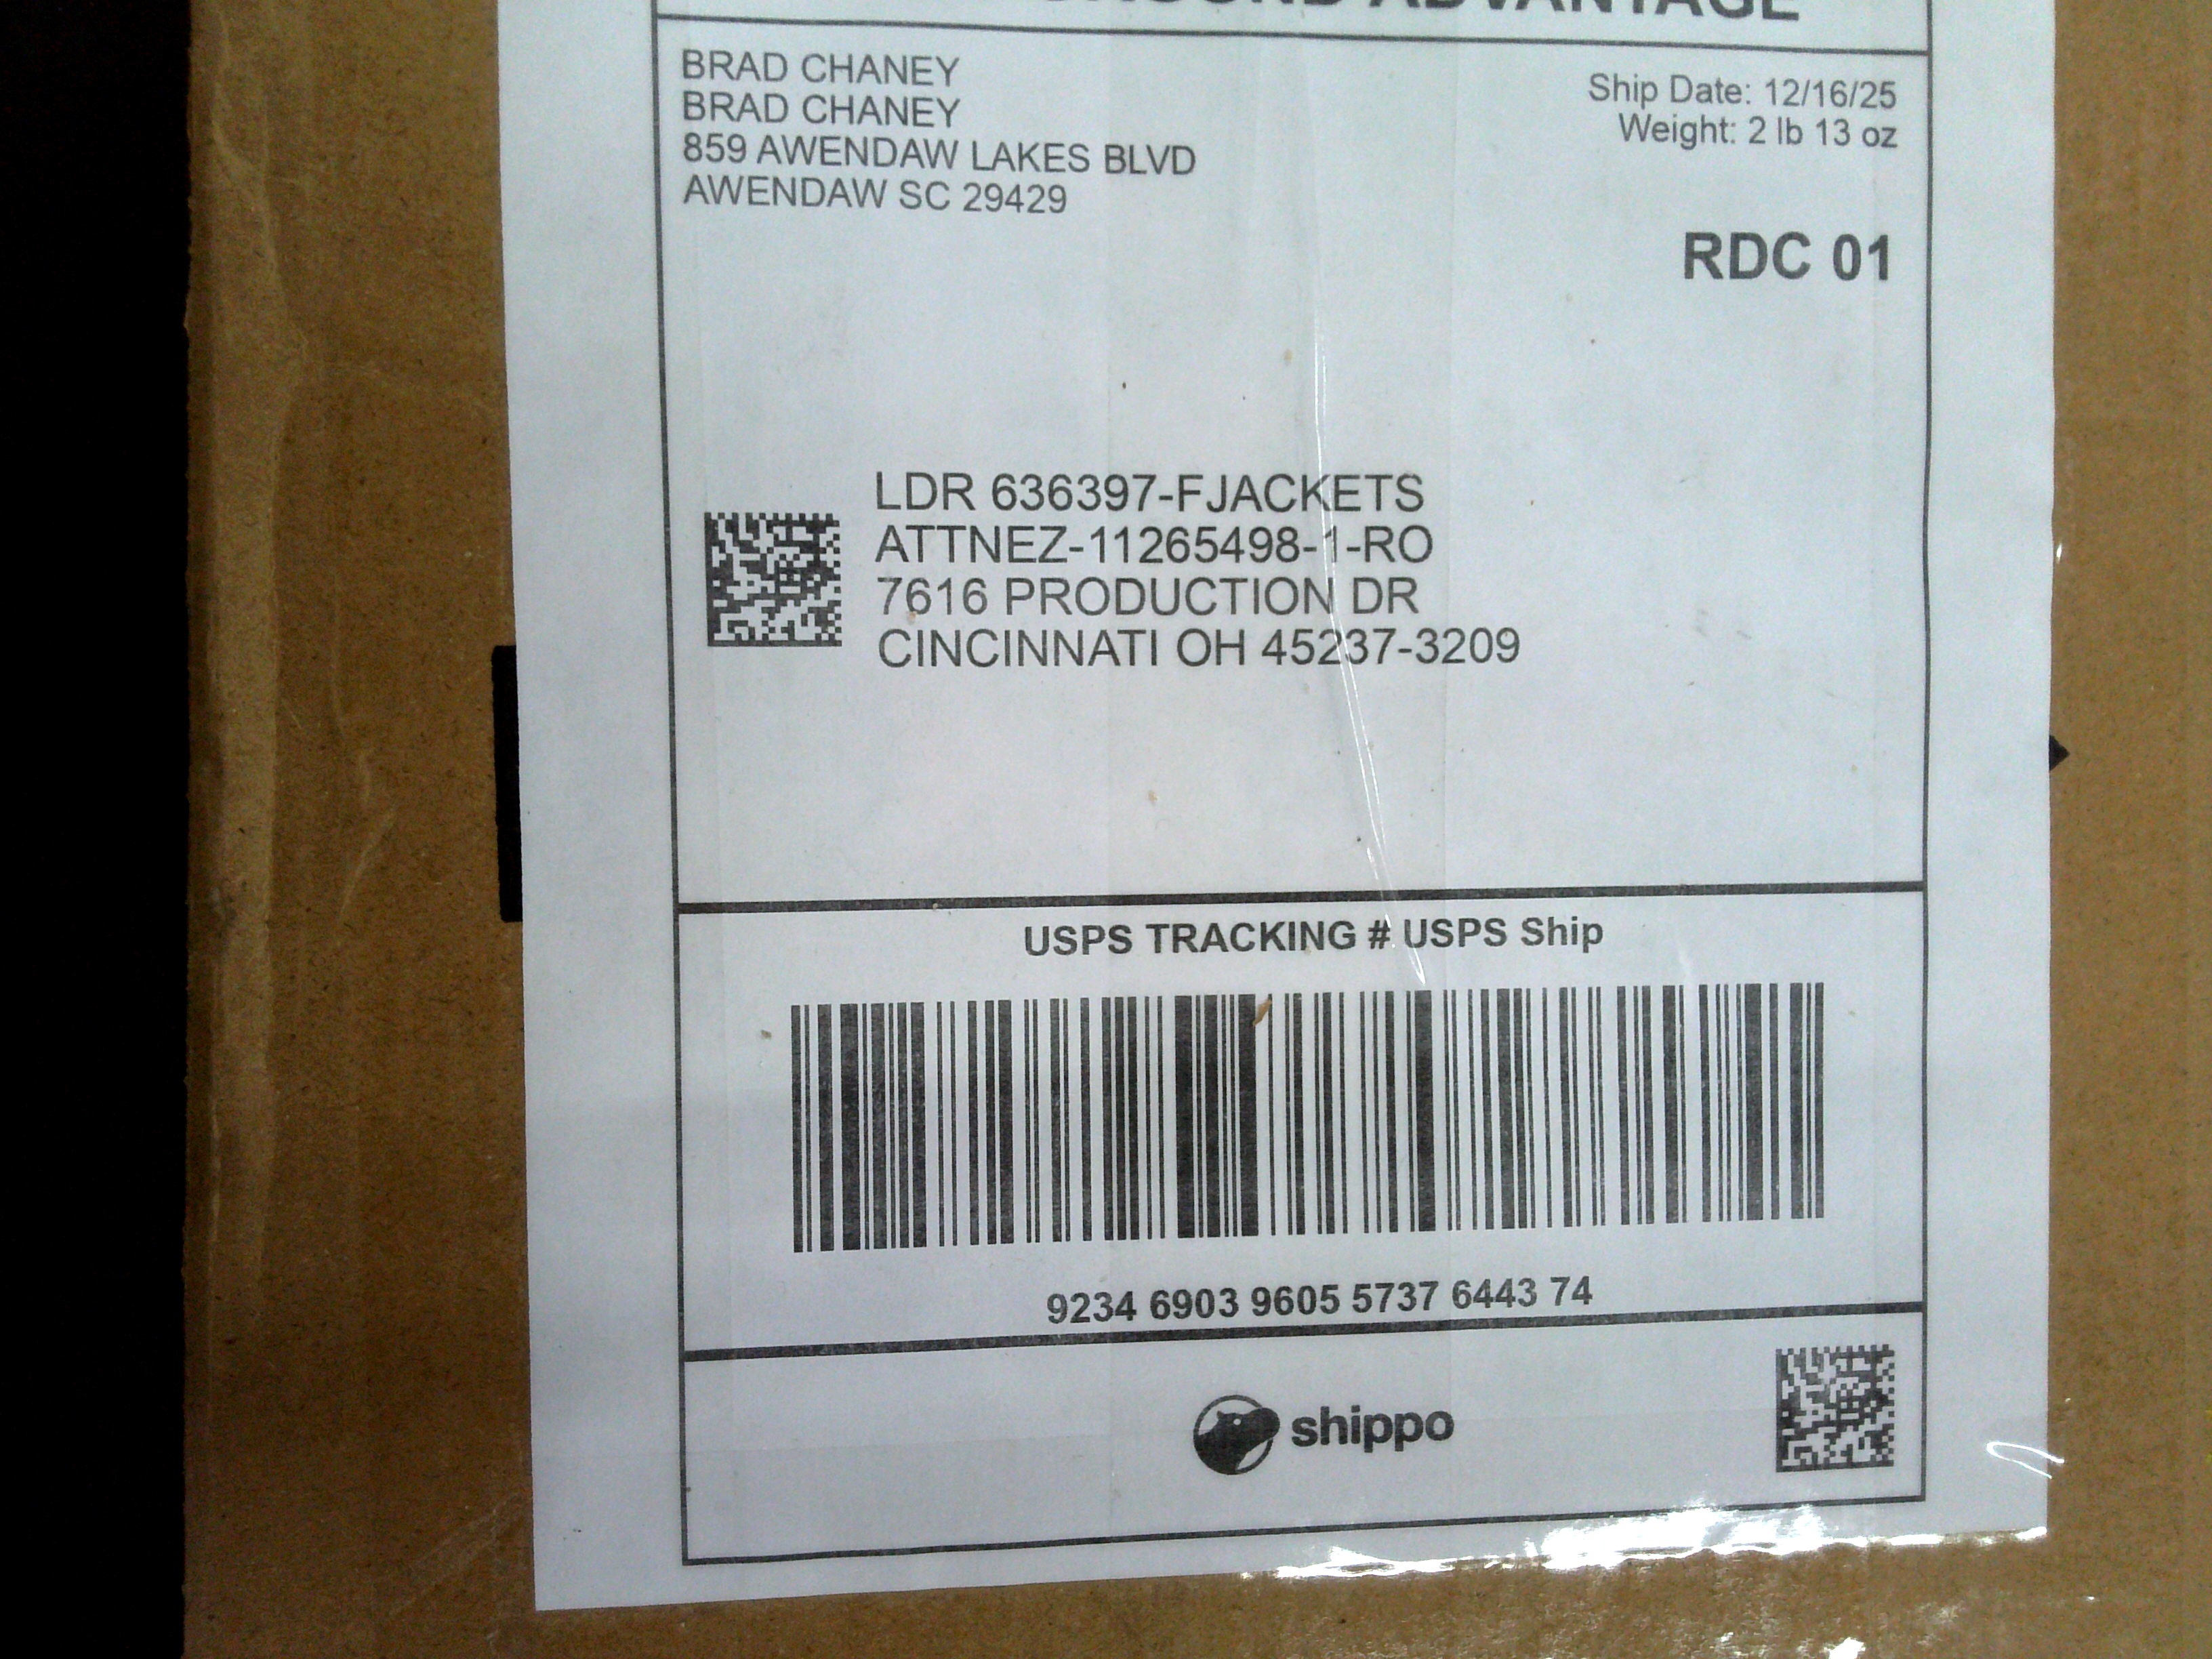 GROUND ADVANTAGE
BRAD CHANEY
BRAD CHANEY
859 AWENDAW LAKES BLVD
AWENDAW SC 29429
Ship Date: 12/16/25
Weight: 2 lb 13 oz
RDC 01
LDR 636397-FJACKETS
ATTNEZ-11265498-1-RO
7616 PRODUCTION DR
CINCINNATI OH 45237-3209
USPS TRACKING # USPS Ship
9234 6903 9605 5737 6443 74
shippo